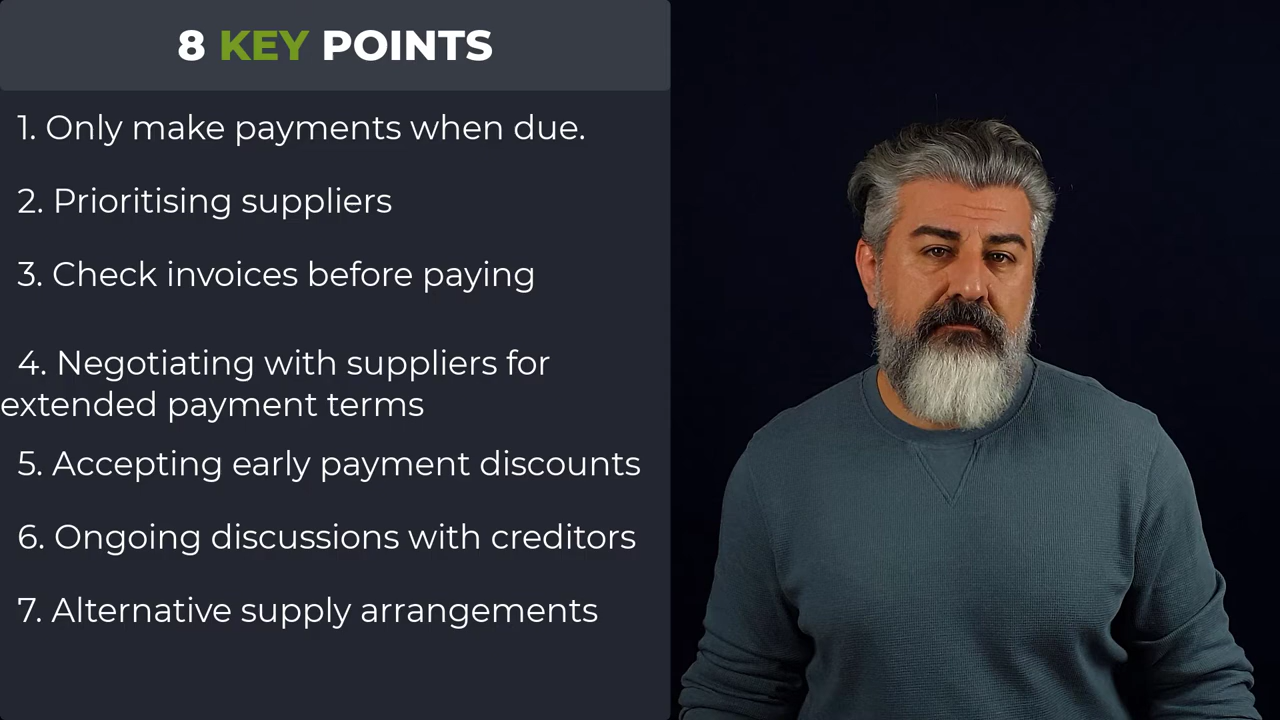 8 KEY POINTS
1. Only make payments when due.
2. Prioritising suppliers
3. Check invoices before paying
4. Negotiating with suppliers for
extended payment terms
5. Accepting early payment discounts
6. Ongoing discussions with creditors
7. Alternative supply arrangements